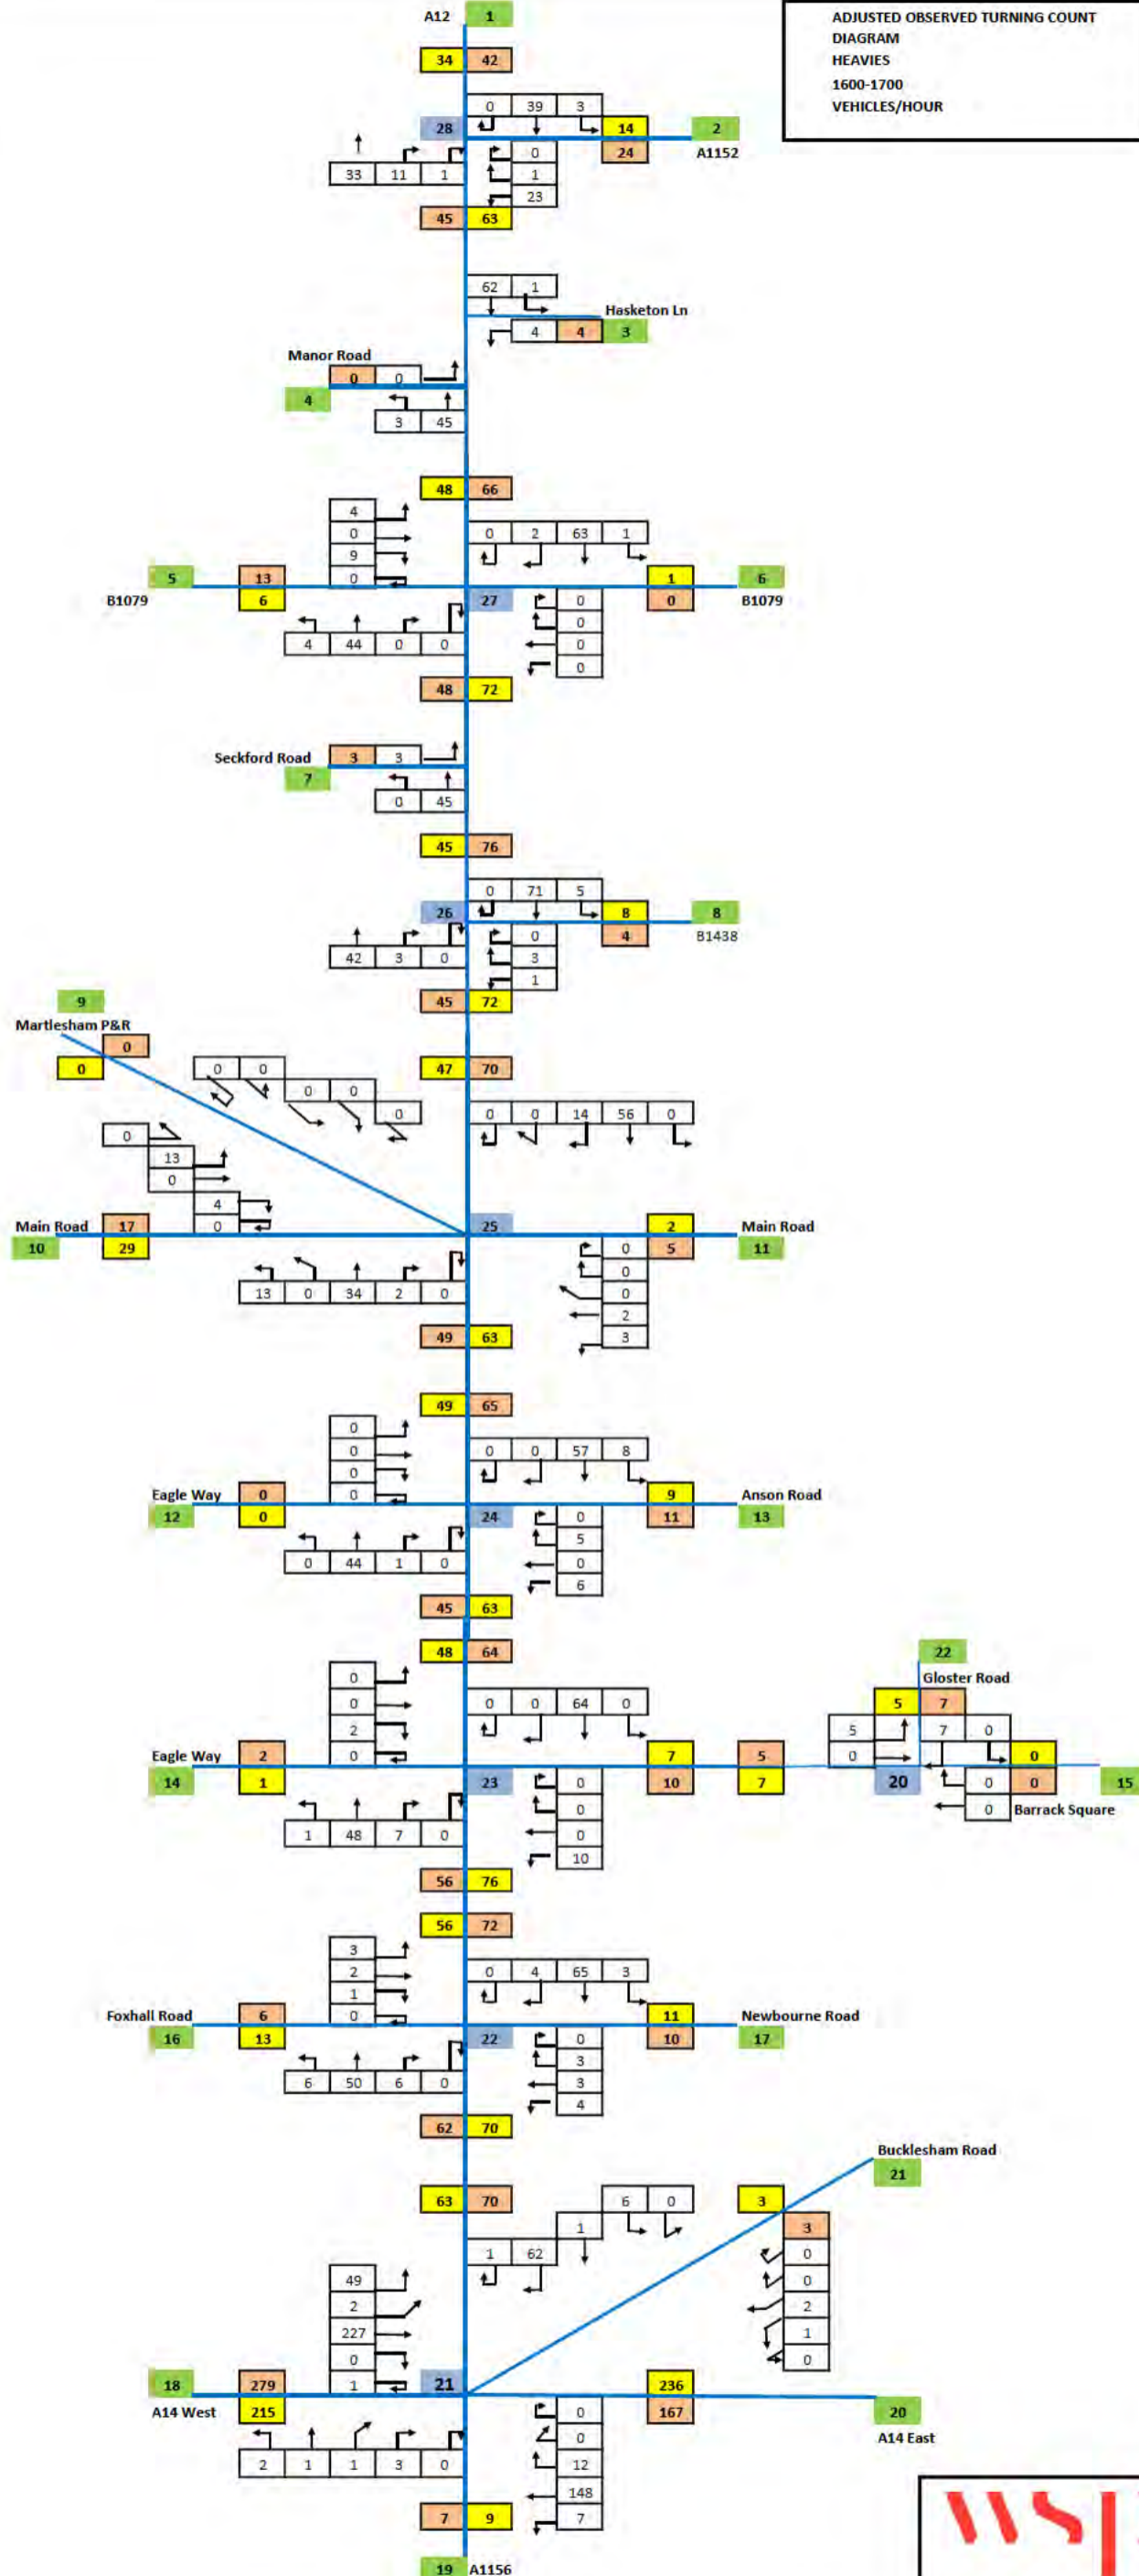 A12 1
ADJUSTED OBSERVED TURNING COUNT
DIAGRAM
HEAVIES
1600-1700
VEHICLES/HOUR
34 42
0 39 3
28 14 2
24 A1152
0
1
23
33 11 1
45 63
62 1
Hasketon Ln
4 4 3
Manor Road
0 0
4
3 45
48 66
4
0
9
0
0 2 63 1
5 13 1 6
B1079 6 27 0 B1079
0
0
0
0
4 44 0 0
48 72
Seckford Road 3 3
7
0 45
45 76
0 71 5
26 8 8
4 B1438
0
3
1
42 3 0
45 72
9
Martlesham P&R
0
0
47 70
0 0
0 0
0
0 0 14 56 0
0
13
0
4
0
Main Road 17 25 2 Main Road
10 29 5 11
0
0
0
2
3
13 0 34 2 0
49 63
49 65
0
0
0
0
0 0 57 8
Eagle Way 0 9 Anson Road
12 0 24 11 13
0
5
0
6
0 44 1 0
45 63
48 64
0
0
2
0
0 0 64 0
22
Gloster Road
5 7
5 7 0
0 0
Eagle Way 2 7 5
14 1 23 10 7 20 0 0 15
0 Barrack Square
0
0
0
10
1 48 7 0
56 76
56 72
3
2
1
0
0 4 65 3
Foxhall Road 6 11 Newbourne Road
16 13 22 10 17
0
3
3
4
6 50 6 0
62 70
Bucklesham Road
21
63 70
6 0
1
1 62
3
3
0
0
2
1
0
49
2
227
0
1
18 279 21 236
A14 West 215 167 20
A14 East
0
0
12
148
7
2 1 1 3 0
7 9
19 A1156
WSP